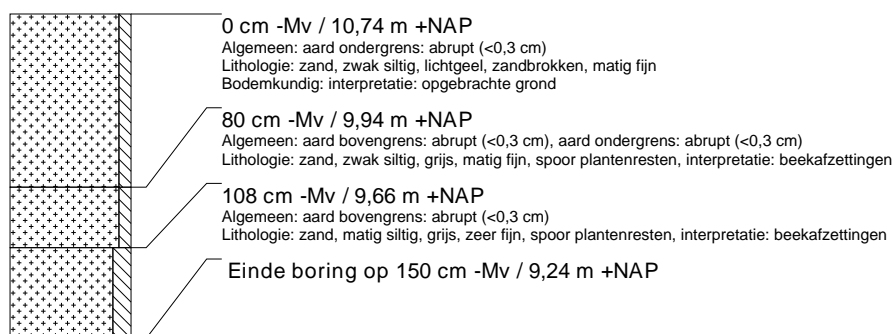 0 cm -Mv / 10,74 m +NAP
Algemeen: aard ondergrens: abrupt (<0,3 cm)
Lithologie: zand, zwak siltig, lichtgeel, zandbrokken, matig fijn
Bodemkundig: interpretatie: opgebrachte grond
80 cm -Mv / 9,94 m +NAP
Algemeen: aard bovengrens: abrupt (<0,3 cm), aard ondergrens: abrupt (<0,3 cm)
Lithologie: zand, zwak siltig, grijs, matig fijn, spoor plantenresten, interpretatie: beekafzettingen
108 cm -Mv / 9,66 m +NAP
Algemeen: aard bovengrens: abrupt (<0,3 cm)
Lithologie: zand, matig siltig, grijs, zeer fijn, spoor plantenresten, interpretatie: beekafzettingen
Einde boring op 150 cm -Mv / 9,24 m +NAP